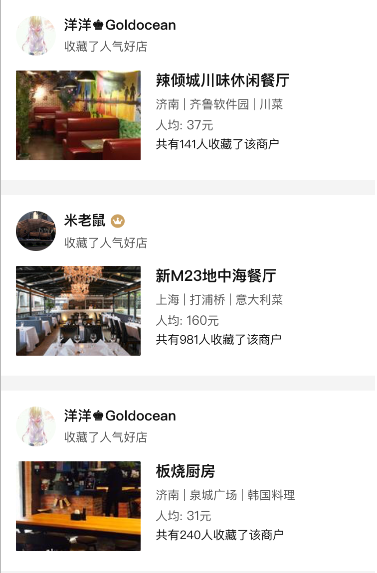 洋洋♚Goldocean
收藏了人气好店
辣倾城川味休闲餐厅
济南 | 齐鲁软件园 | 川菜
人均: 37元
共有141人收藏了该商户
米老鼠
收藏了人气好店
新M23地中海餐厅
上海 | 打浦桥 | 意大利菜
人均: 160元
共有981人收藏了该商户
洋洋♚Goldocean
收藏了人气好店
板烧厨房
济南 | 泉城广场 | 韩国料理
人均: 31元
共有240人收藏了该商户